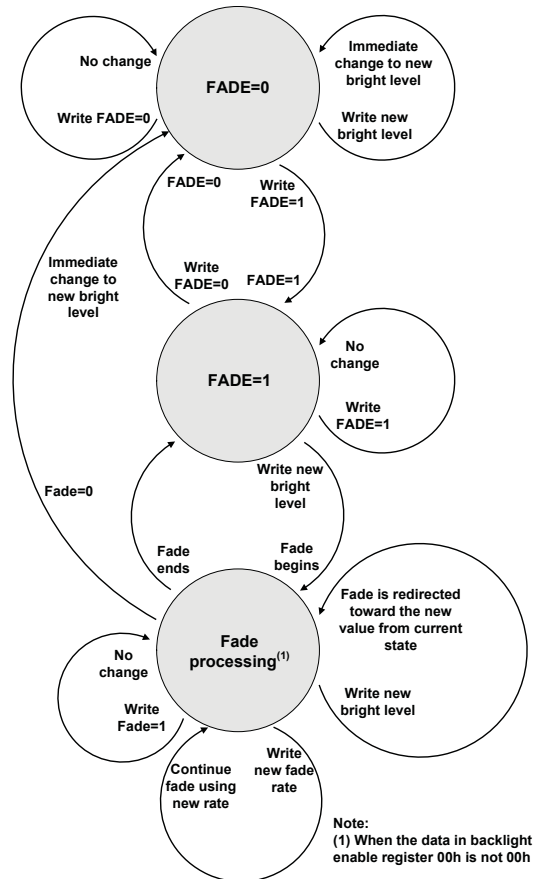 No change
Write FADE=0
FADE=0
Immediate
change to new
bright level
Write new
bright level
FADE=0
Write
FADE=1
Immediate
change to
new bright
level
Write
FADE=0
FADE=1
FADE=1
No
change
Write
FADE=1
Fade=0
Write new
bright
level
Fade
ends
Fade
begins
Fade
processing(1)
Fade is redirected
toward the new
value from current
state
Write new
bright level
No
change
Write
Fade=1
Continue
fade using
new rate
Write
new fade
rate
Note:
(1) When the data in backlight
enable register 00h is not 00h